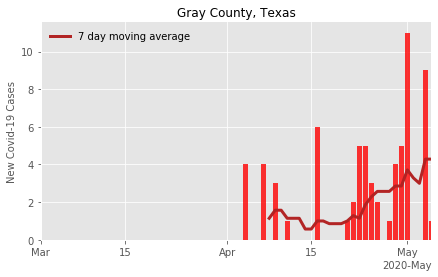 Gray County, Texas
7 day moving average
New Covid-19 Cases
10
8
6
4
2
0
Mar 15 Apr 15 May
2020-May